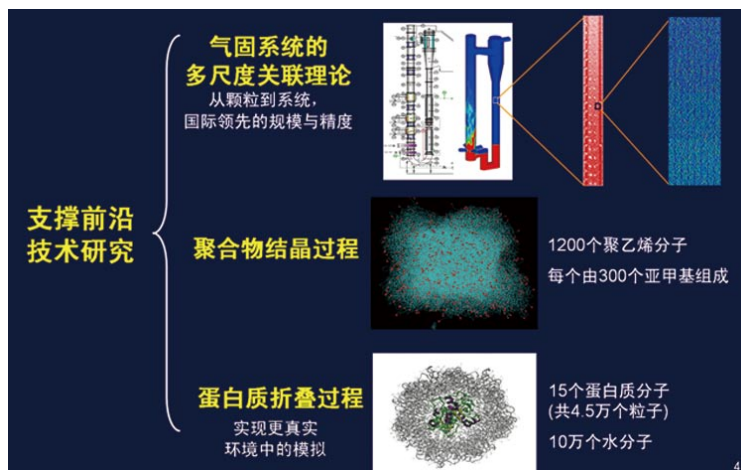 支撑前沿
技术研究
气固系统的
多尺度关联理论
从颗粒到系统，
国际领先的规模与精度
聚合物结晶过程
1200个聚乙烯分子
每个由300个亚甲基组成
蛋白质折叠过程
实现更真实
环境中的模拟
15个蛋白质分子
(共4.5万个粒子)
10万个水分子
4